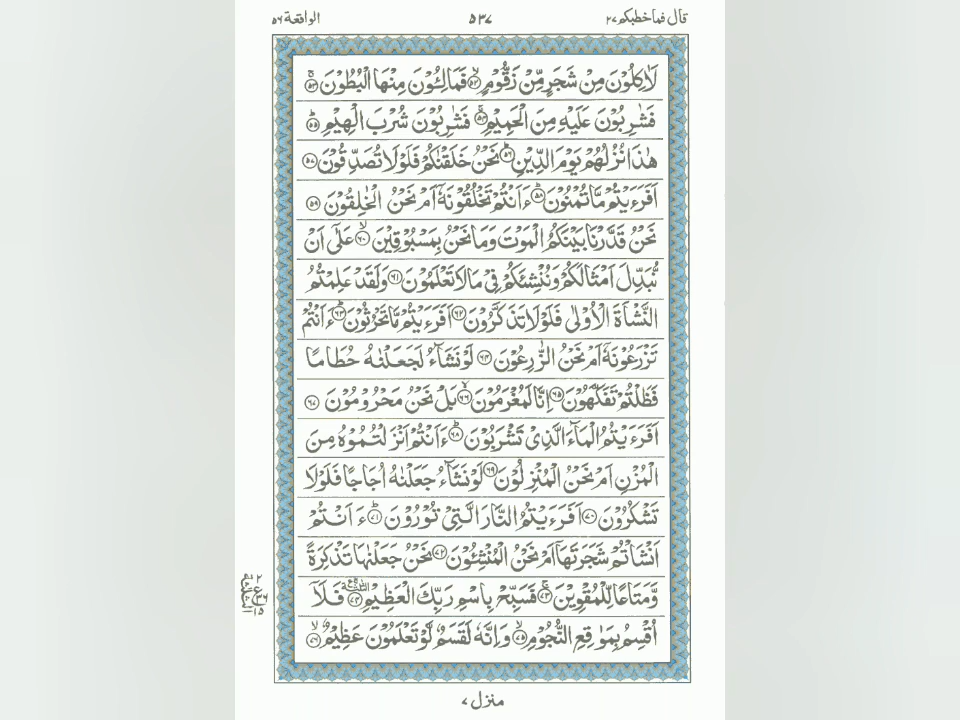 قال فماخطبكم ٢٧ ٥٣٧ الواقعة ٥٦
لَاٰكِلُوْنَ مِنْ شَجَرٍ مِّنْ زَقُّوْمٍ ۙ﴿٥٢﴾ فَمَالِـُٔوْنَ مِنْهَا الْبُطُوْنَ ۚ﴿٥٣﴾
فَشٰرِبُوْنَ عَلَيْهِ مِنَ الْحَمِيْمِ ۚ﴿٥٤﴾ فَشٰرِبُوْنَ شُرْبَ الْهِيْمِ ؕ﴿٥٥﴾
هٰذَا نُزُلُهُمْ يَوْمَ الدِّيْنِ ؕ﴿٥٦﴾ نَحْنُ خَلَقْنٰكُمْ فَلَوْلَا تُصَدِّقُوْنَ ﴿٥٧﴾
اَفَرَءَيْتُمْ مَّا تُمْنُوْنَ ؕ﴿٥٨﴾ ءَاَنْتُمْ تَخْلُقُوْنَهٗۤ اَمْ نَحْنُ الْخٰلِقُوْنَ ﴿٥٩﴾
نَحْنُ قَدَّرْنَا بَيْنَكُمُ الْمَوْتَ وَمَا نَحْنُ بِمَسْبُوْقِيْنَ ۙ﴿٦٠﴾ عَلٰۤى اَنْ
نُّبَدِّلَ اَمْثَالَكُمْ وَنُنْشِئَكُمْ فِىْ مَا لَا تَعْلَمُوْنَ ﴿٦١﴾ وَلَقَدْ عَلِمْتُمُ
النَّشْاَةَ الْاُوْلٰى فَلَوْلَا تَذَكَّرُوْنَ ﴿٦٢﴾ اَفَرَءَيْتُمْ مَّا تَحْرُثُوْنَ ؕ﴿٦٣﴾ ءَاَنْتُمْ
تَزْرَعُوْنَهٗۤ اَمْ نَحْنُ الزّٰرِعُوْنَ ﴿٦٤﴾ لَوْ نَشَآءُ لَجَعَلْنٰهُ حُطَامًا
فَظَلْتُمْ تَفَكَّهُوْنَ ﴿٦٥﴾ اِنَّا لَمُغْرَمُوْنَ ۙ﴿٦٦﴾ بَلْ نَحْنُ مَحْرُوْمُوْنَ ﴿٦٧﴾
اَفَرَءَيْتُمُ الْمَآءَ الَّذِىْ تَشْرَبُوْنَ ؕ﴿٦٨﴾ ءَاَنْتُمْ اَنْزَلْتُمُوْهُ مِنَ
الْمُزْنِ اَمْ نَحْنُ الْمُنْزِلُوْنَ ﴿٦٩﴾ لَوْ نَشَآءُ جَعَلْنٰهُ اُجَاجًا فَلَوْلَا
تَشْكُرُوْنَ ﴿٧٠﴾ اَفَرَءَيْتُمُ النَّارَ الَّتِىْ تُوْرُوْنَ ؕ﴿٧١﴾ ءَاَنْتُمْ
اَنْشَاْتُمْ شَجَرَتَهَاۤ اَمْ نَحْنُ الْمُنْشِـُٔوْنَ ﴿٧٢﴾ نَحْنُ جَعَلْنٰهَا تَذْكِرَةً
وَّمَتَاعًا لِّلْمُقْوِيْنَ ۚ﴿٧٣﴾ فَسَبِّحْ بِاسْمِ رَبِّكَ الْعَظِيْمِ ﴿٧٤﴾ فَلَاۤ
اُقْسِمُ بِمَوٰقِعِ النُّجُوْمِ ۙ﴿٧٥﴾ وَاِنَّهٗ لَقَسَمٌ لَّوْ تَعْلَمُوْنَ عَظِيْمٌ ۙ﴿٧٦﴾
منزل ٧